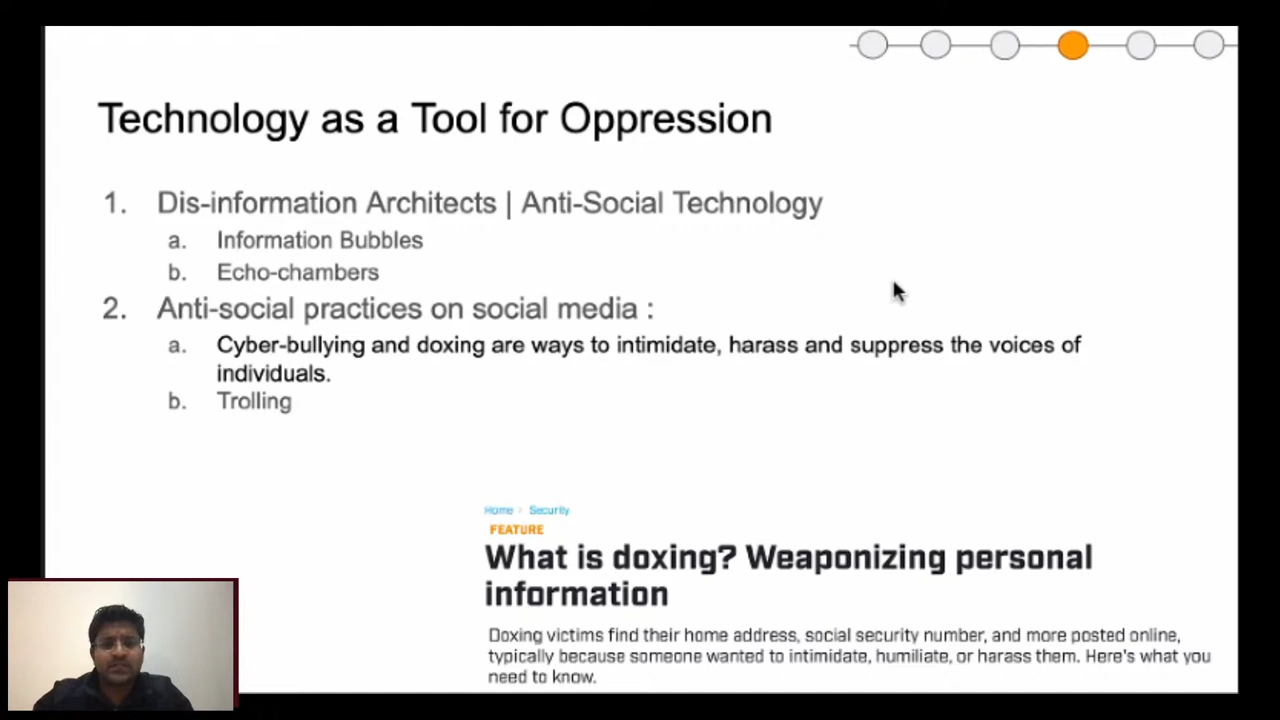 Technology as a Tool for Oppression
1. Dis-information Architects | Anti-Social Technology
a. Information Bubbles
b. Echo-chambers
2. Anti-social practices on social media :
a. Cyber-bullying and doxing are ways to intimidate, harass and suppress the voices of
individuals.
b. Trolling
Home › Security
FEATURE
What is doxing? Weaponizing personal
information
Doxing victims find their home address, social security number, and more posted online,
typically because someone wanted to intimidate, humiliate, or harass them. Here's what you
need to know.